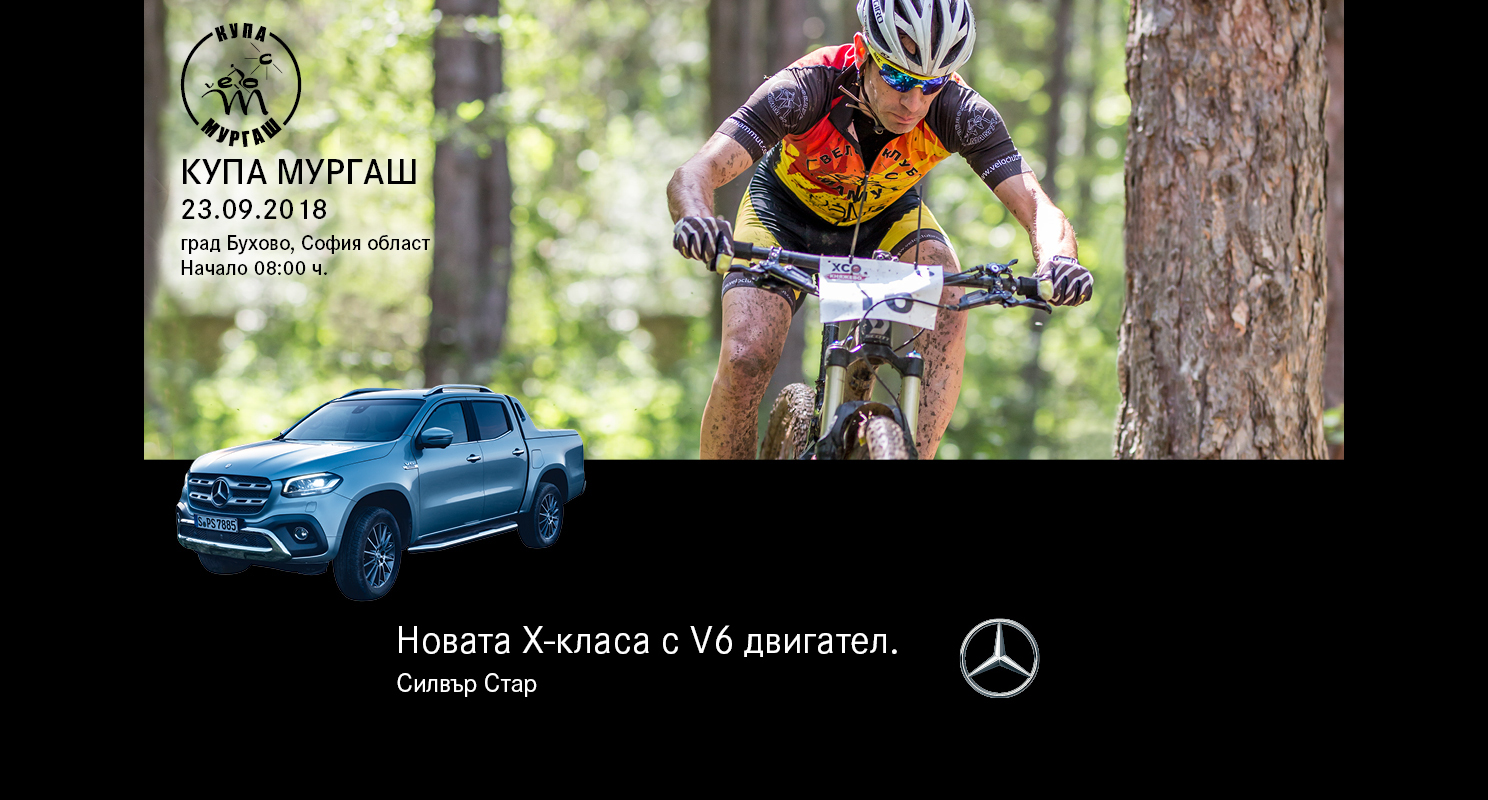 КУПА
МУРГАШ
КУПА МУРГАШ
23.09.2018
град Бухово, София област
Начало 08:00 ч.
XCO
S PS 7885
Новата Х-класа с V6 двигател.
Силвър Стар